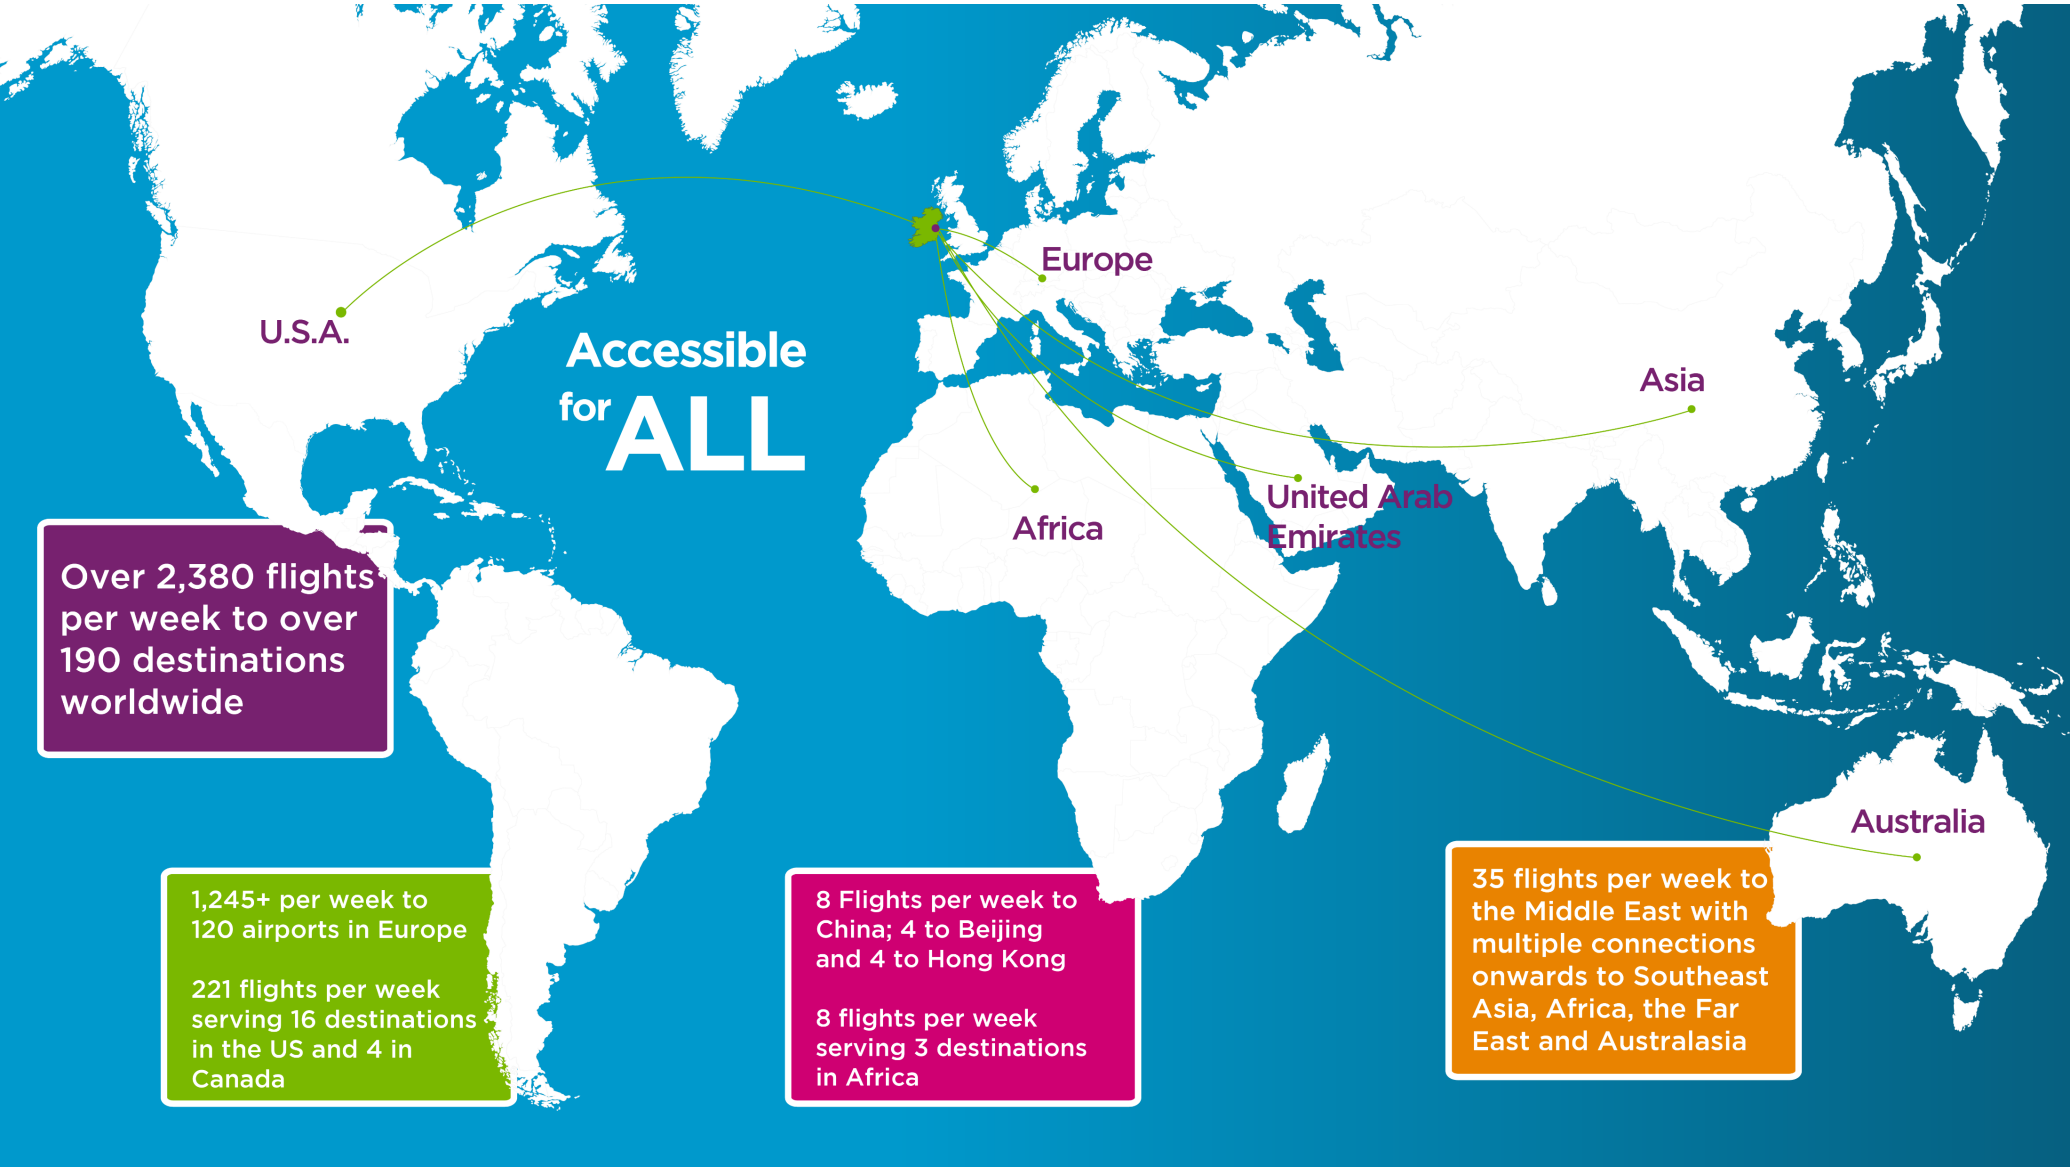 Europe
U.S.A.
Accessible
for ALL
Asia
United Arab
Emirates
Africa
Over 2,380 flights
per week to over
190 destinations
worldwide
Australia
1,245+ per week to
120 airports in Europe
221 flights per week
serving 16 destinations
in the US and 4 in
Canada
8 Flights per week to
China; 4 to Beijing
and 4 to Hong Kong
8 flights per week
serving 3 destinations
in Africa
35 flights per week to
the Middle East with
multiple connections
onwards to Southeast
Asia, Africa, the Far
East and Australasia